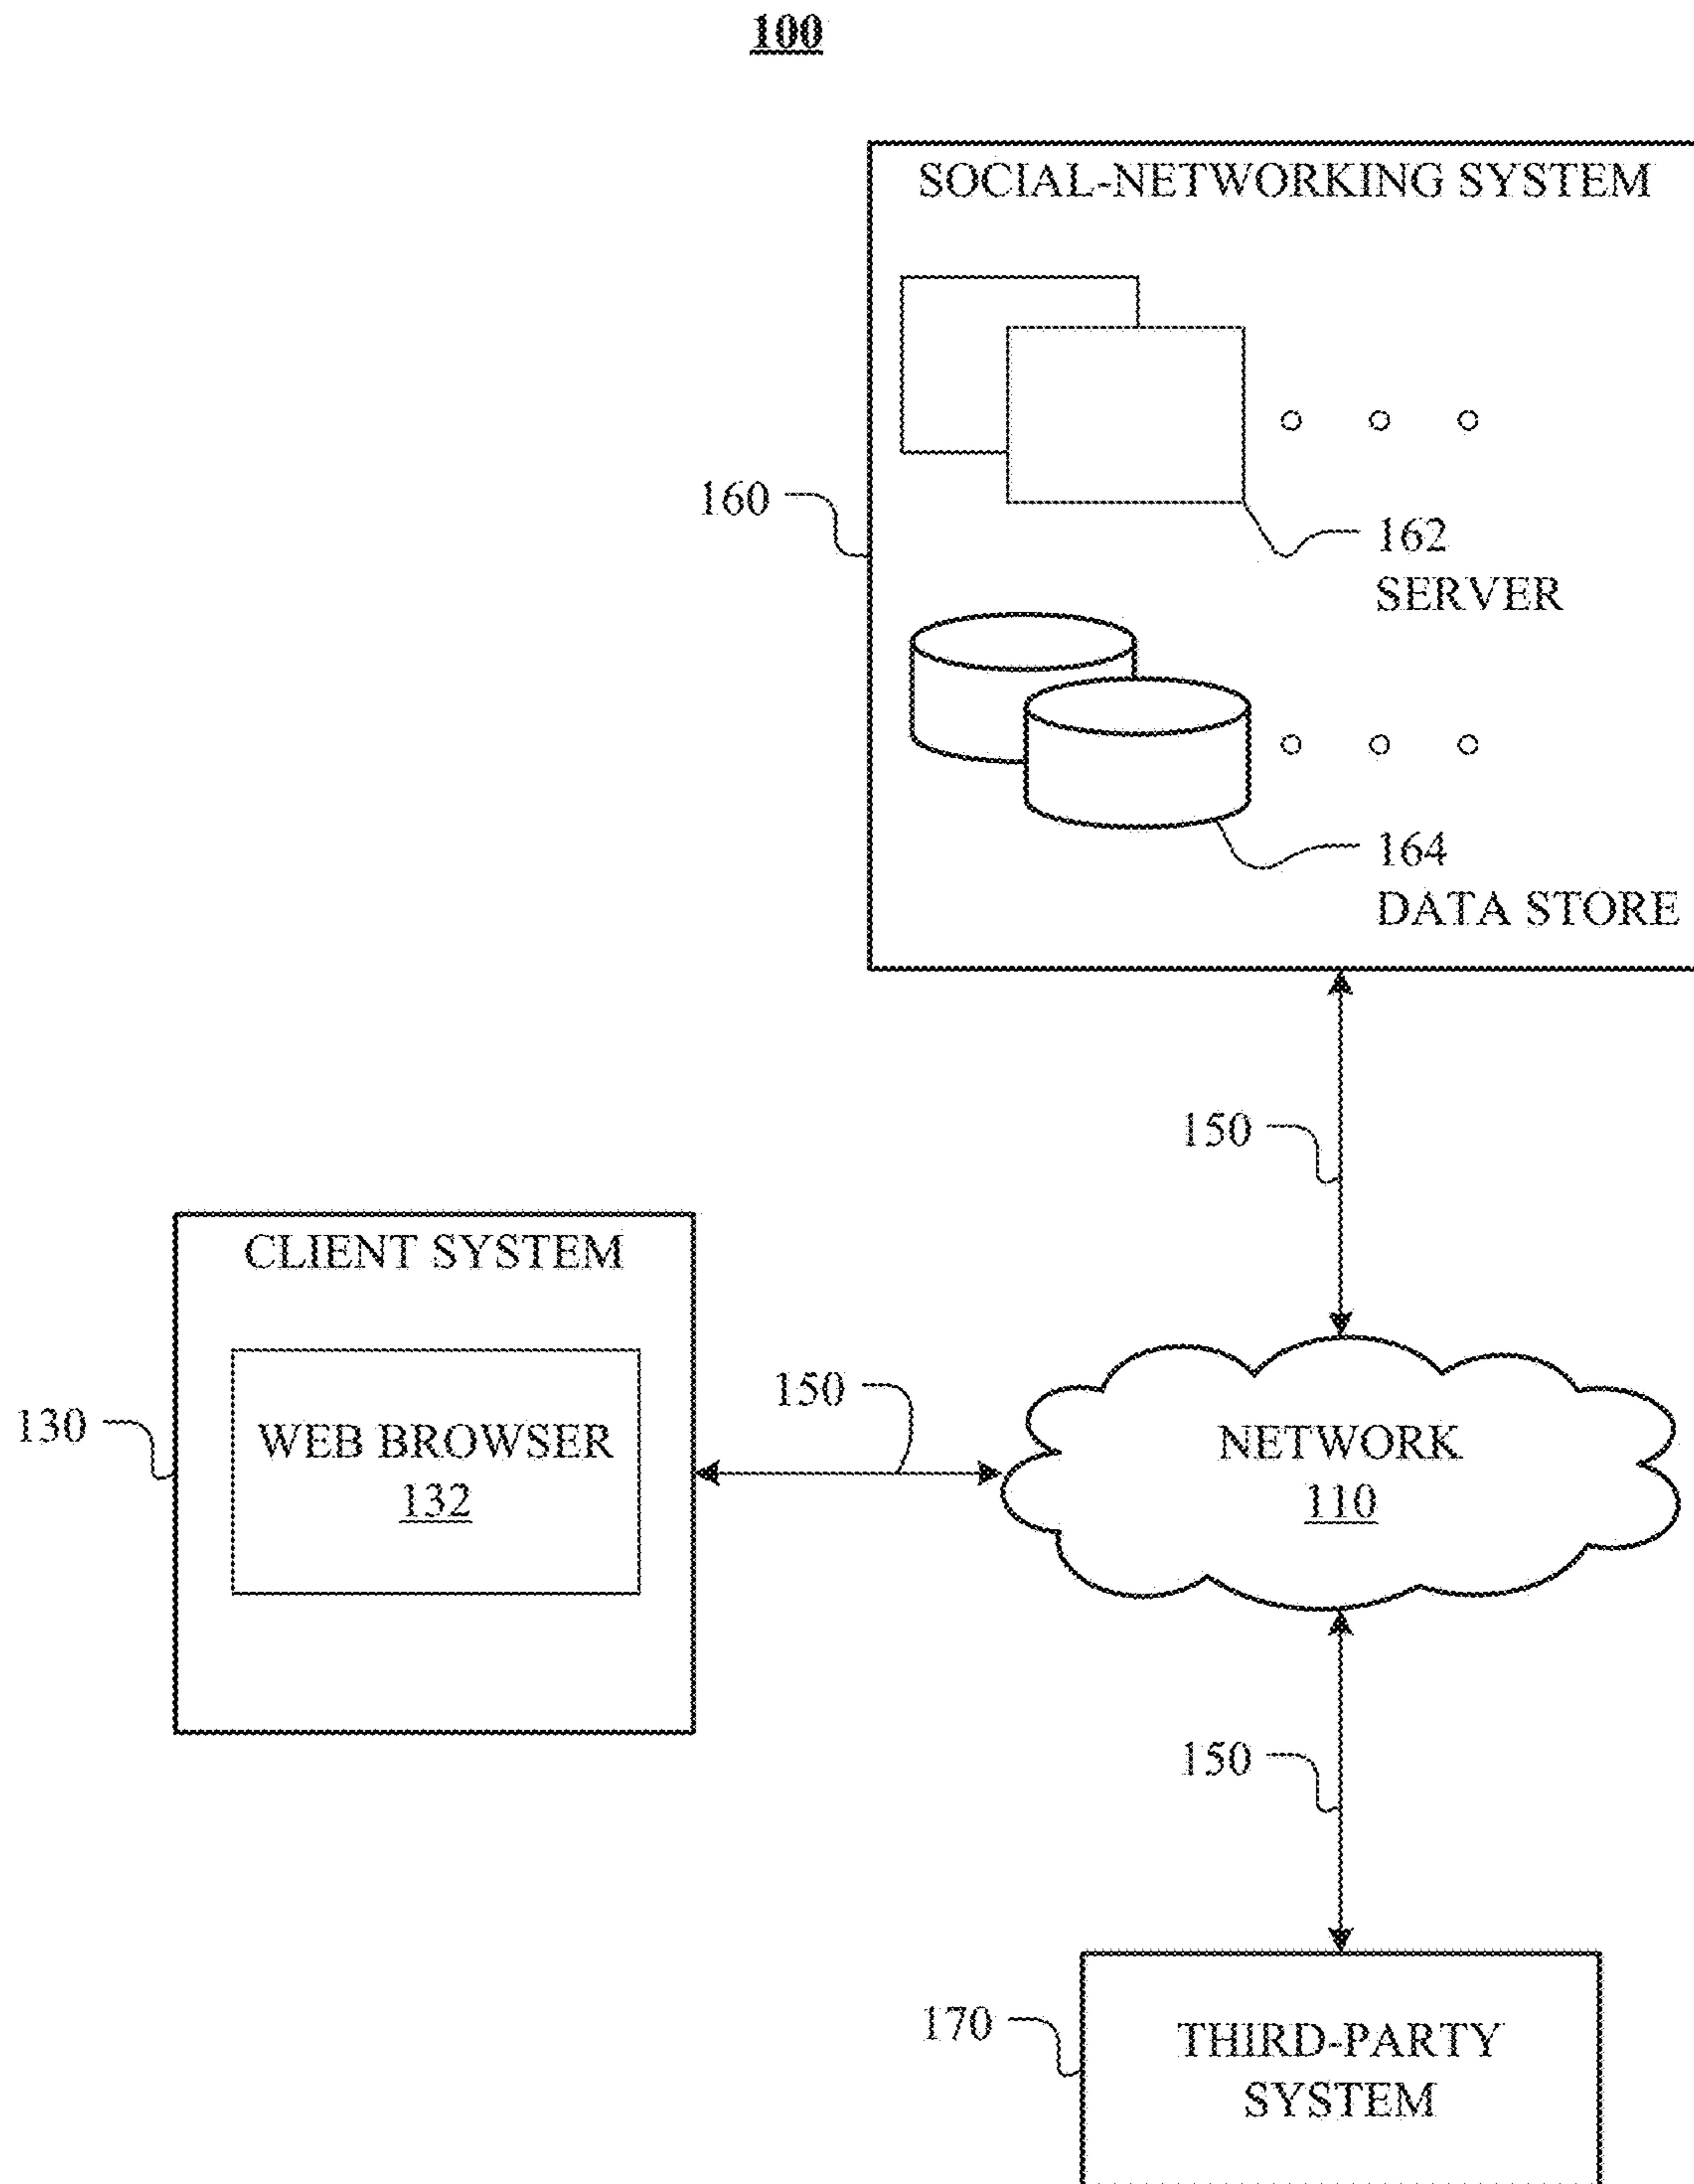 100
SOCIAL-NETWORKING SYSTEM
160
162
SERVER
164
DATA STORE
150
CLIENT SYSTEM
130
WEB BROWSER
132
150
NETWORK
110
150
170
THIRD-PARTY
SYSTEM